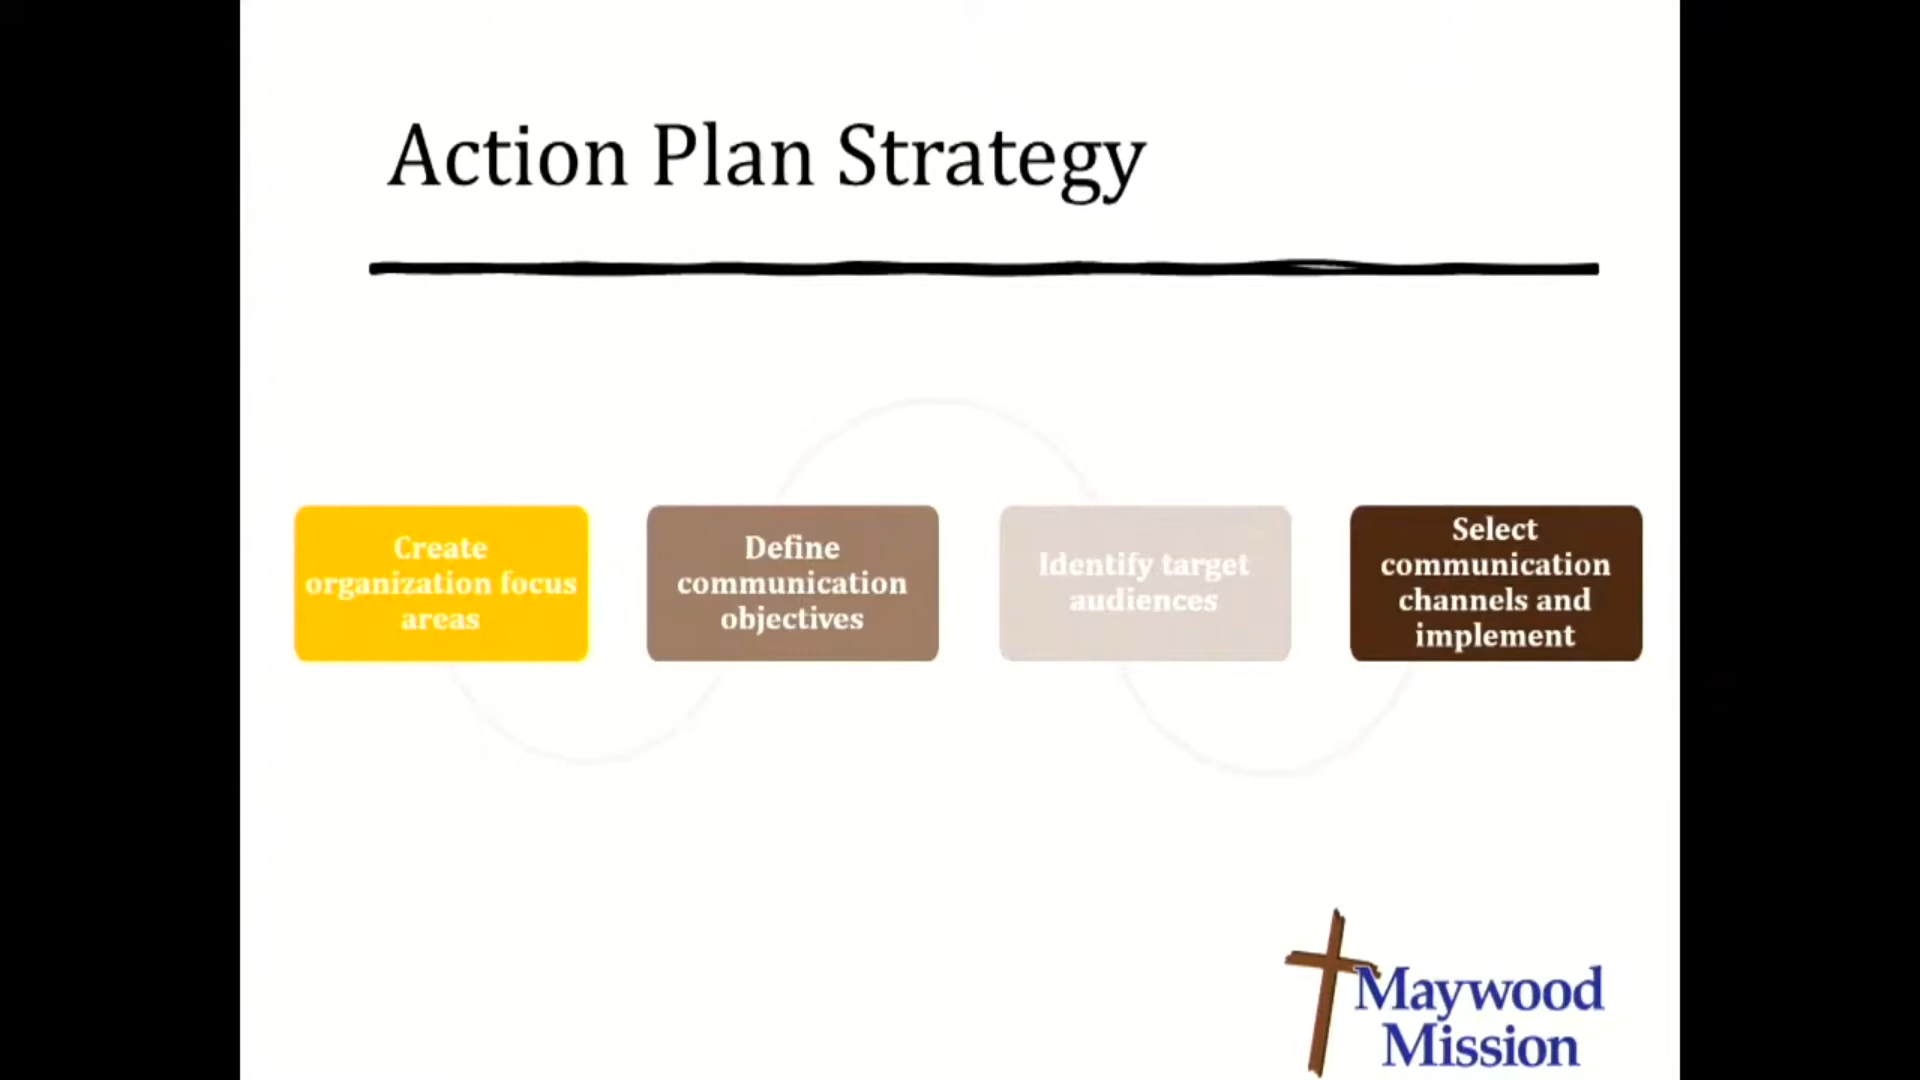 Action Plan Strategy
Create
organization focus
areas
Define
communication
objectives
Identify target
audiences
Select
communication
channels and
implement
Maywood
Mission